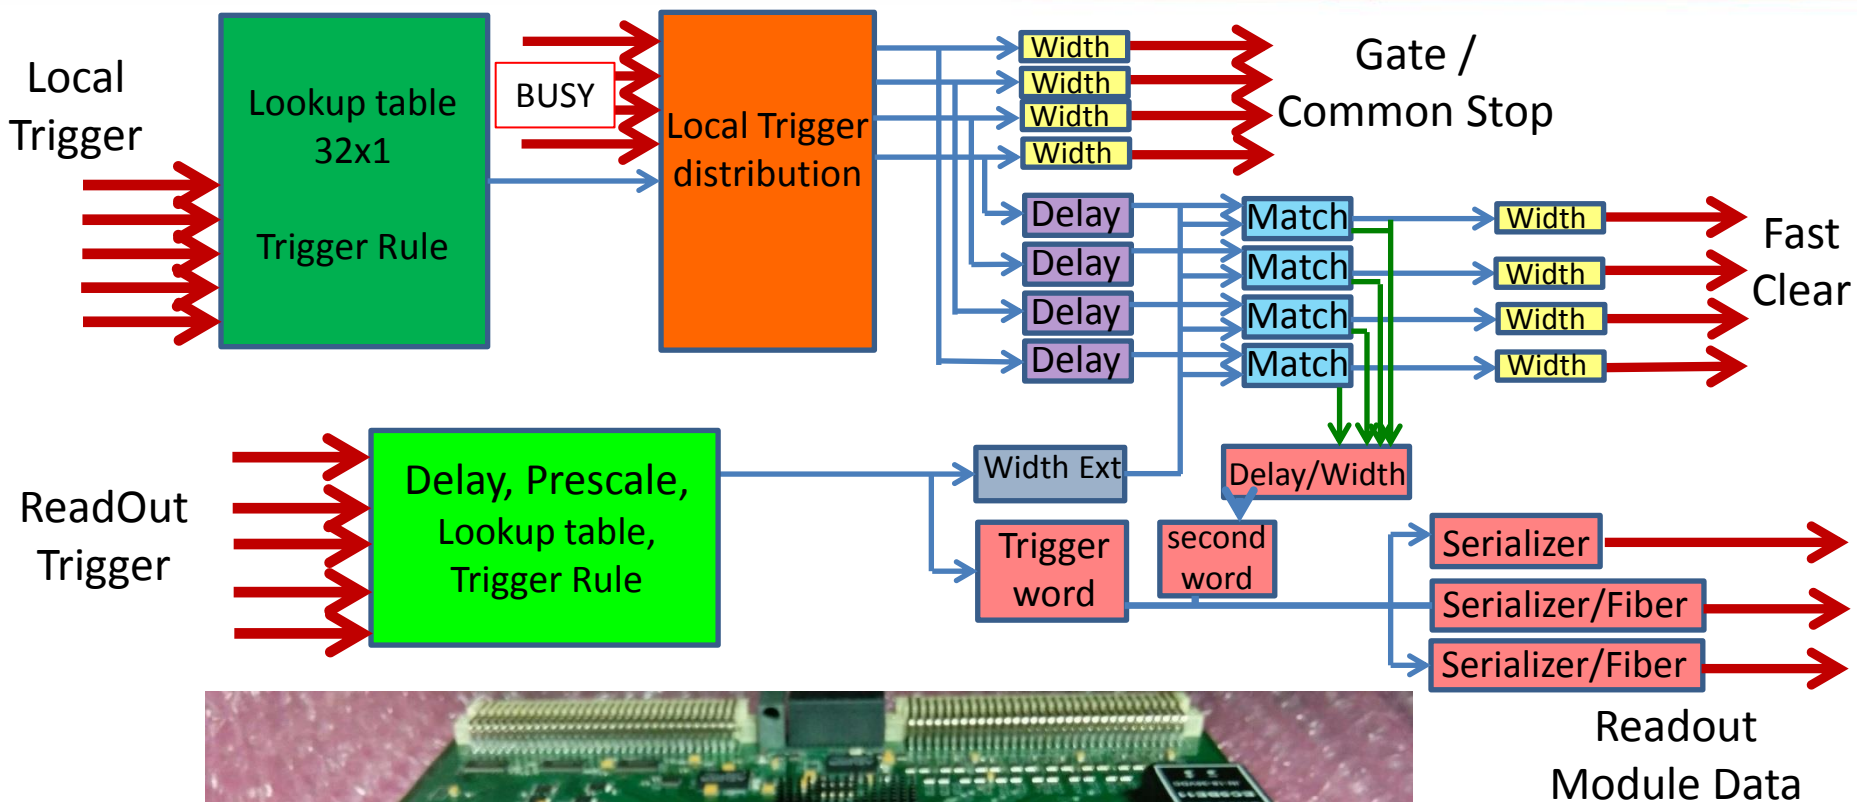 Local
Trigger
Lookup table
32x1
Trigger Rule
BUSY
Local Trigger
distribution
Width
Width
Width
Width
Gate /
Common Stop
Delay
Delay
Delay
Delay
Match
Match
Match
Match
Width
Width
Width
Width
Fast
Clear
ReadOut
Trigger
Delay, Prescale,
Lookup table,
Trigger Rule
Width Ext
Delay/Width
Trigger
word
second
word
Serializer
Serializer/Fiber
Serializer/Fiber
Readout
Module Data